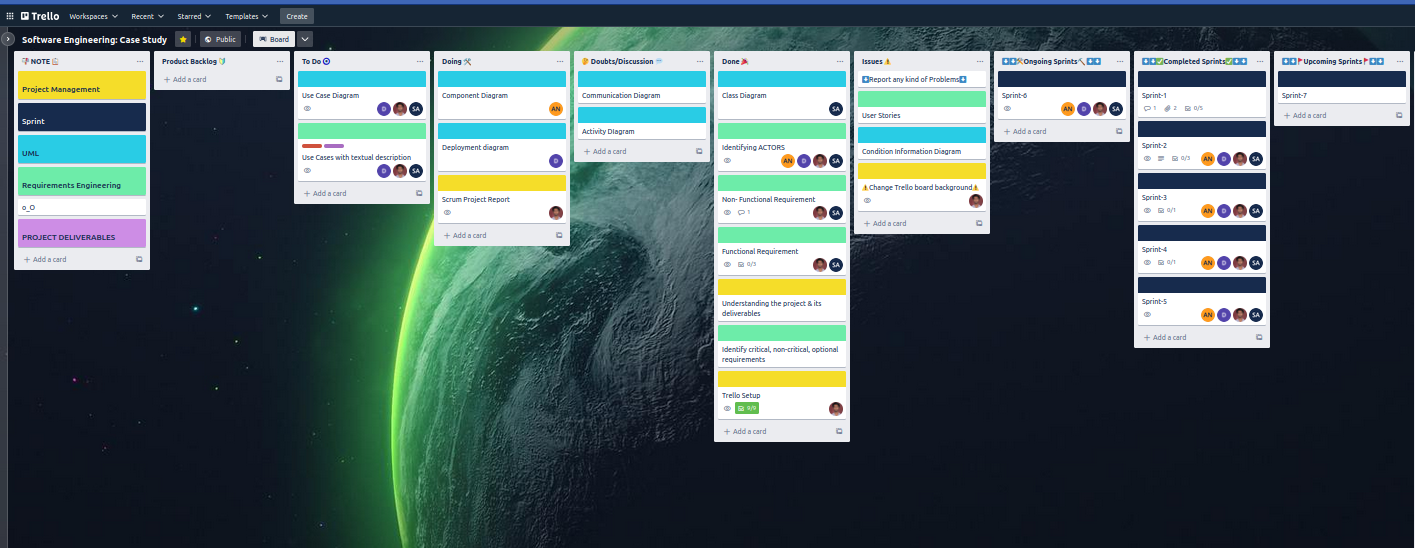 Trello
Workspaces
Recent
Starred
Templates
Create
Software Engineering: Case Study
Public
Board
NOTE
Project Management
Sprint
UML
Requirements Engineering
o_O
PROJECT DELIVERABLES
Add a card
Product Backlog
Add a card
To Do
Use Case Diagram
D
SA
Use Cases with textual description
D
SA
Add a card
Doing
Component Diagram
AN
Deployment diagram
D
Scrum Project Report
Add a card
Doubts/Discussion
Communication Diagram
Activity Diagram
Add a card
Done
Class Diagram
SA
Identifying ACTORS
AN
D
SA
Non- Functional Requirement
1
SA
Functional Requirement
0/3
SA
Understanding the project & its
deliverables
Identify critical, non-critical, optional
requirements
Trello Setup
9/9
Add a card
Issues
Report any kind of Problems
User Stories
Condition Information Diagram
Change Trello board background
Add a card
Ongoing Sprints
Sprint-6
AN
D
SA
Add a card
Completed Sprints
Sprint-1
1
2
0/5
Sprint-2
0/3
AN
D
SA
Sprint-3
0/1
AN
D
SA
Sprint-4
0/1
AN
D
SA
Sprint-5
AN
D
SA
Add a card
Upcoming Sprints
Sprint-7
Add a card